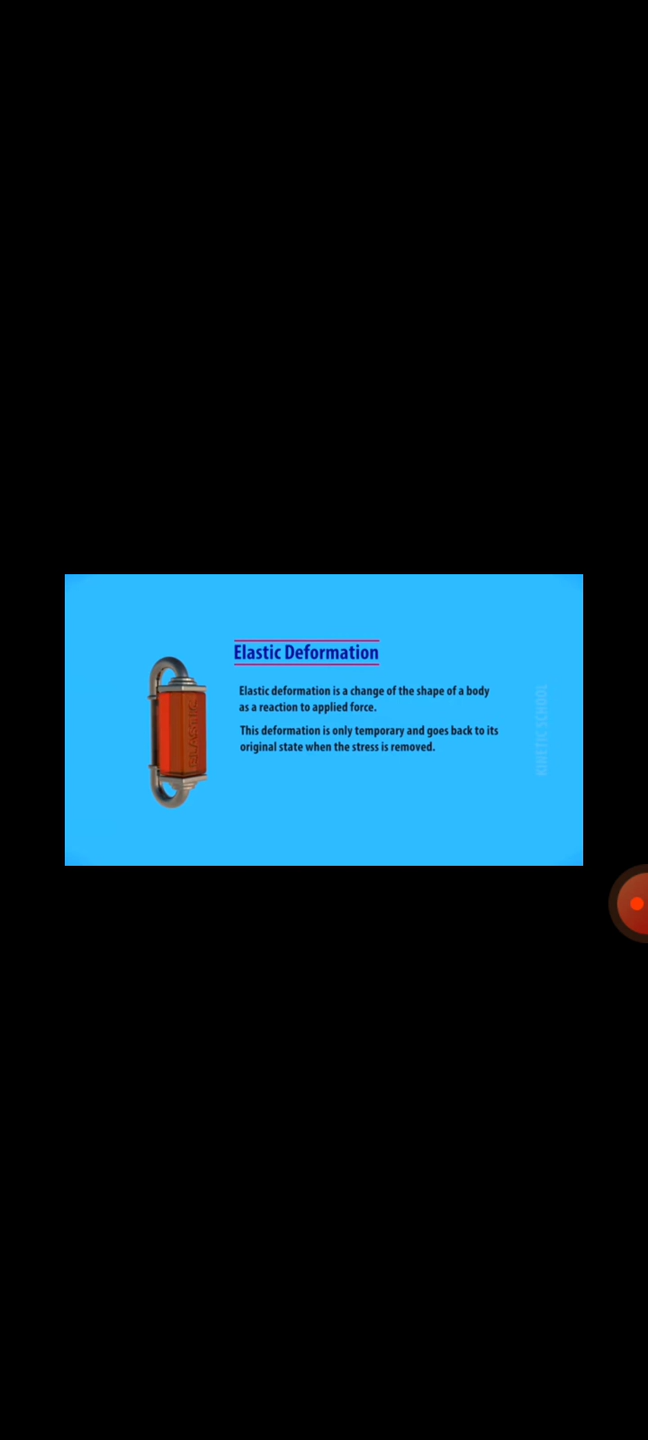 Elastic Deformation
Elastic deformation is a change of the shape of a body
as a reaction to applied force.
This deformation is only temporary and goes back to its
original state when the stress is removed.
ELASTIK
KINETIC SCHOOL